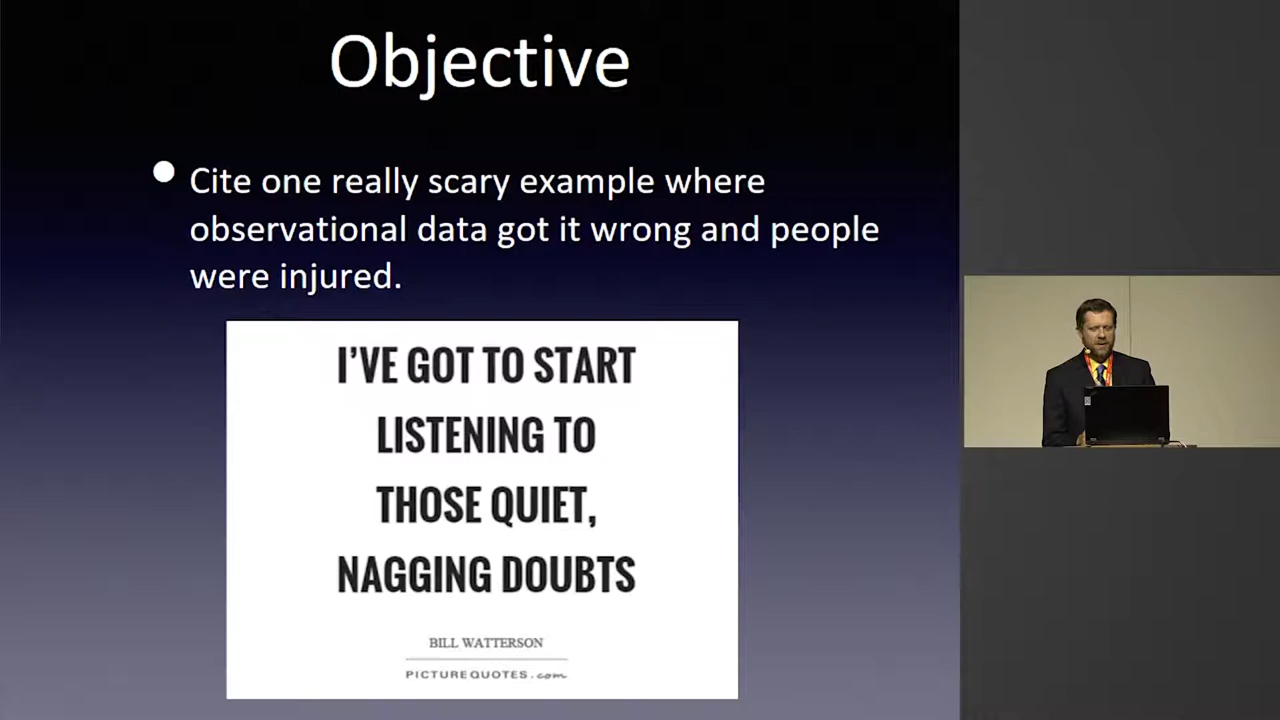 Objective
Cite one really scary example where
observational data got it wrong and people
were injured.
I'VE GOT TO START
LISTENING TO
THOSE QUIET,
NAGGING DOUBTS
BILL WATTERSON
PICTUREQUOTES.com